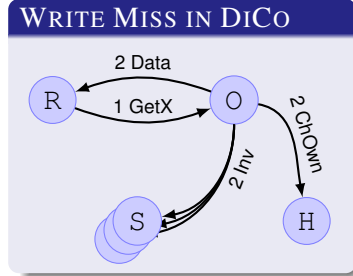 WRITE MISS IN DICO
2 Data
R
O
1 GetX
2 ChOwn
2 Inv
S
H